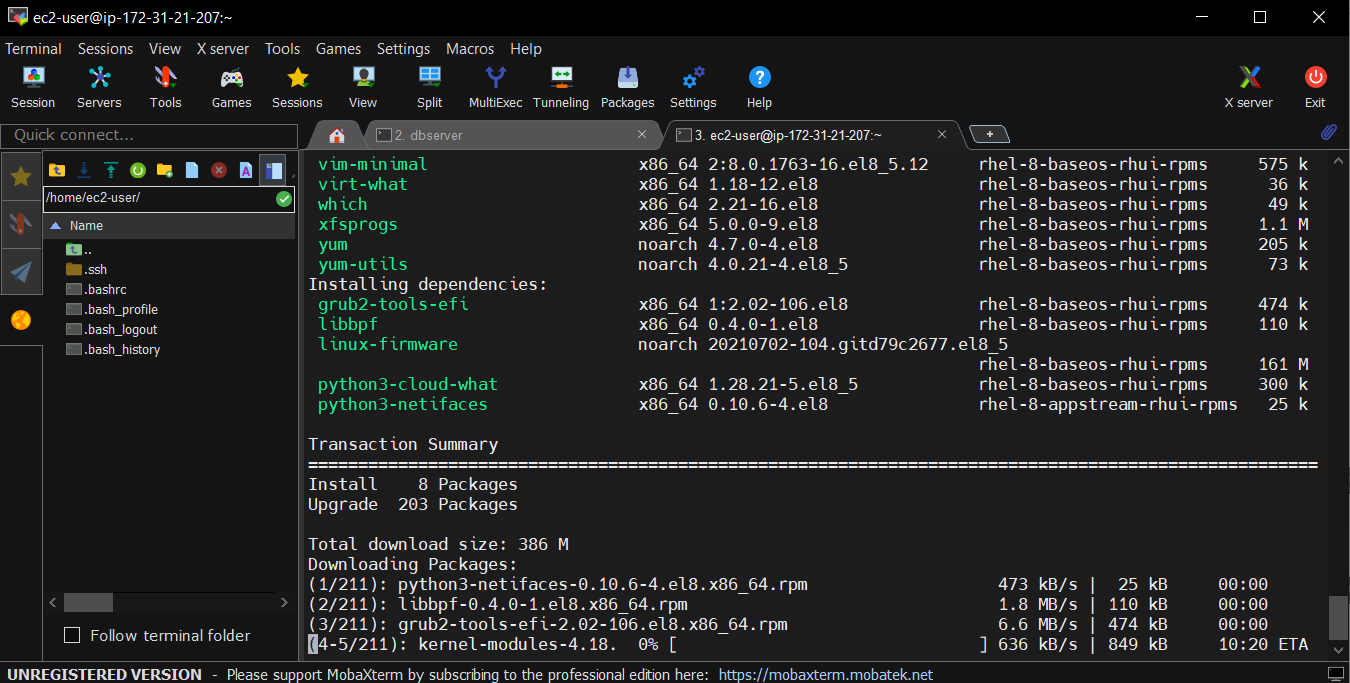 ec2-user@ip-172-31-21-207:~
Terminal Sessions View X server Tools Games Settings Macros Help
Session Servers Tools Games Sessions View Split MultiExec Tunneling Packages Settings Help X server Exit
Quick connect...
2. dbserver
3. ec2-user@ip-172-31-21-207:~
/home/ec2-user/
Name
..
.ssh
.bashrc
.bash_profile
.bash_logout
.bash_history
Follow terminal folder
vim-minimal x86_64 2:8.0.1763-16.el8_5.12 rhel-8-baseos-rhui-rpms 575 k
virt-what x86_64 1.18-12.el8 rhel-8-baseos-rhui-rpms 36 k
which x86_64 2.21-16.el8 rhel-8-baseos-rhui-rpms 49 k
xfsprogs x86_64 5.0.0-9.el8 rhel-8-baseos-rhui-rpms 1.1 M
yum noarch 4.7.0-4.el8 rhel-8-baseos-rhui-rpms 205 k
yum-utils noarch 4.0.21-4.el8_5 rhel-8-baseos-rhui-rpms 73 k
Installing dependencies:
grub2-tools-efi x86_64 1:2.02-106.el8 rhel-8-baseos-rhui-rpms 474 k
libbpf x86_64 0.4.0-1.el8 rhel-8-baseos-rhui-rpms 110 k
linux-firmware noarch 20210702-104.gitd79c2677.el8_5
rhel-8-baseos-rhui-rpms 161 M
python3-cloud-what x86_64 1.28.21-5.el8_5 rhel-8-baseos-rhui-rpms 300 k
python3-netifaces x86_64 0.10.6-4.el8 rhel-8-appstream-rhui-rpms 25 k
Transaction Summary
=====================================================================================================
Install 8 Packages
Upgrade 203 Packages
Total download size: 386 M
Downloading Packages:
(1/211): python3-netifaces-0.10.6-4.el8.x86_64.rpm 473 kB/s | 25 kB 00:00
(2/211): libbpf-0.4.0-1.el8.x86_64.rpm 1.8 MB/s | 110 kB 00:00
(3/211): grub2-tools-efi-2.02-106.el8.x86_64.rpm 6.6 MB/s | 474 kB 00:00
(4-5/211): kernel-modules-4.18. 0% [ ] 636 kB/s | 849 kB 10:20 ETA
UNREGISTERED VERSION - Please support MobaXterm by subscribing to the professional edition here: https://mobaxterm.mobatek.net